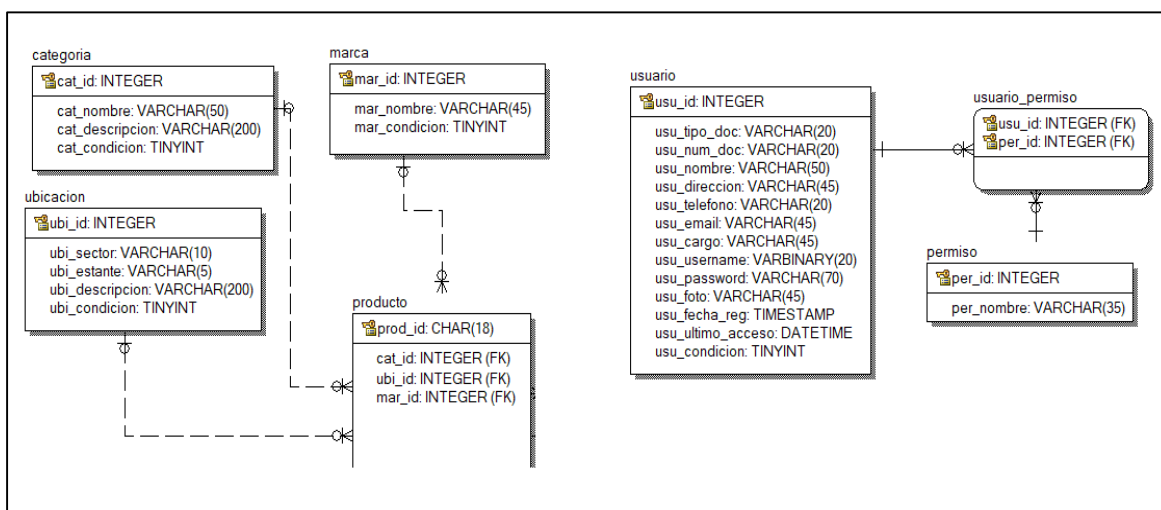 categoria
cat_id: INTEGER
cat_nombre: VARCHAR(50)
cat_descripcion: VARCHAR(200)
cat_condicion: TINYINT
marca
mar_id: INTEGER
mar_nombre: VARCHAR(45)
mar_condicion: TINYINT
ubicacion
ubi_id: INTEGER
ubi_sector: VARCHAR(10)
ubi_estante: VARCHAR(5)
ubi_descripcion: VARCHAR(200)
ubi_condicion: TINYINT
producto
prod_id: CHAR(18)
cat_id: INTEGER (FK)
ubi_id: INTEGER (FK)
mar_id: INTEGER (FK)
usuario
usu_id: INTEGER
usu_tipo_doc: VARCHAR(20)
usu_num_doc: VARCHAR(20)
usu_nombre: VARCHAR(50)
usu_direccion: VARCHAR(45)
usu_telefono: VARCHAR(20)
usu_email: VARCHAR(45)
usu_cargo: VARCHAR(45)
usu_username: VARBINARY(20)
usu_password: VARCHAR(70)
usu_foto: VARCHAR(45)
usu_fecha_reg: TIMESTAMP
usu_ultimo_acceso: DATETIME
usu_condicion: TINYINT
usuario_permiso
usu_id: INTEGER (FK)
per_id: INTEGER (FK)
permiso
per_id: INTEGER
per_nombre: VARCHAR(35)